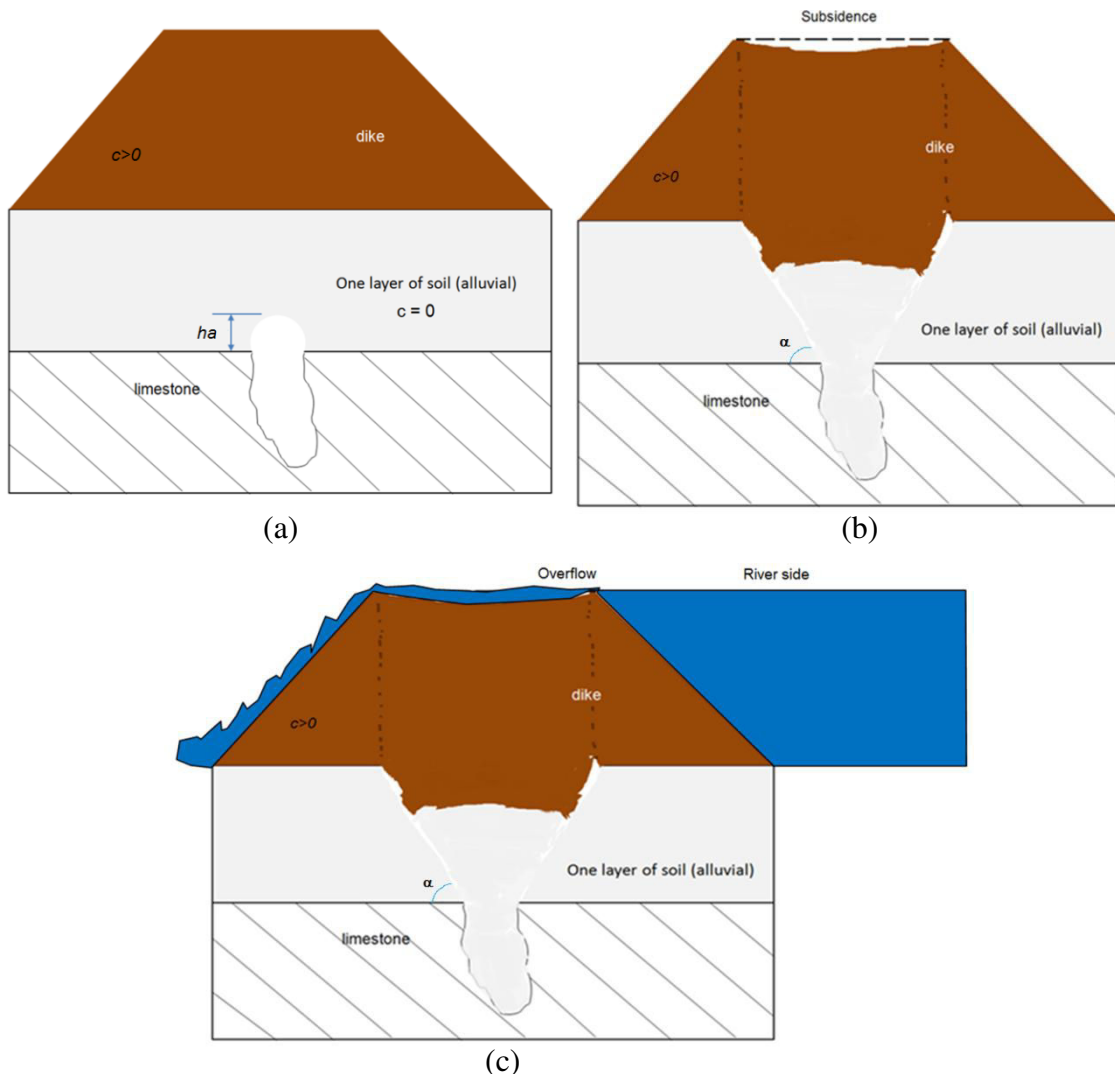 dike
c>0
One layer of soil (alluvial)
c = 0
ha
limestone
(a)
Subsidence
dike
c>0
One layer of soil (alluvial)
α
limestone
(b)
Overflow
River side
dike
c>0
One layer of soil (alluvial)
α
limestone
(c)